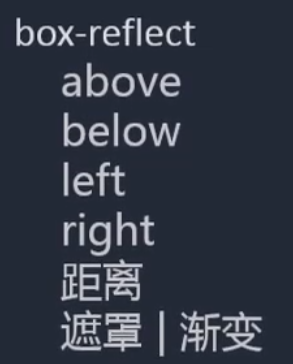 box-reflect
above
below
left
right
距离
遮罩 | 渐变